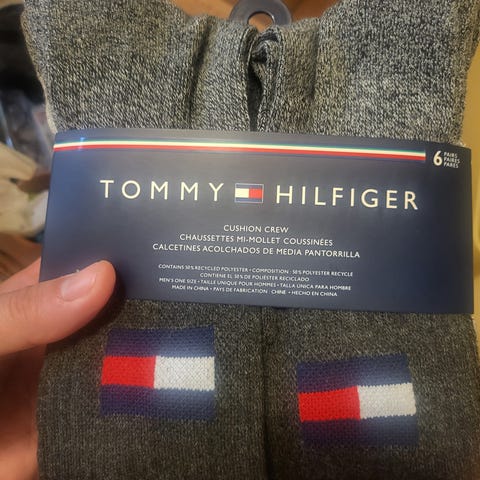 6 PAIRS
PAIRES
PARES
TOMMY HILFIGER
CUSHION CREW
CHAUSSETTES MI-MOLLET COUSSINÉES
CALCETINES ACOLCHADOS DE MEDIA PANTORRILLA
CONTAINS 50% RECYCLED POLYESTER • COMPOSITION : 50% POLYESTER RECYCLÉ
CONTIENE EL 50% DE POLIÉSTER RECICLADO
MEN'S ONE SIZE • TAILLE UNIQUE POUR HOMMES • TALLA ÚNICA PARA HOMBRE
MADE IN CHINA • PAYS DE FABRICATION : CHINE • HECHO EN CHINA